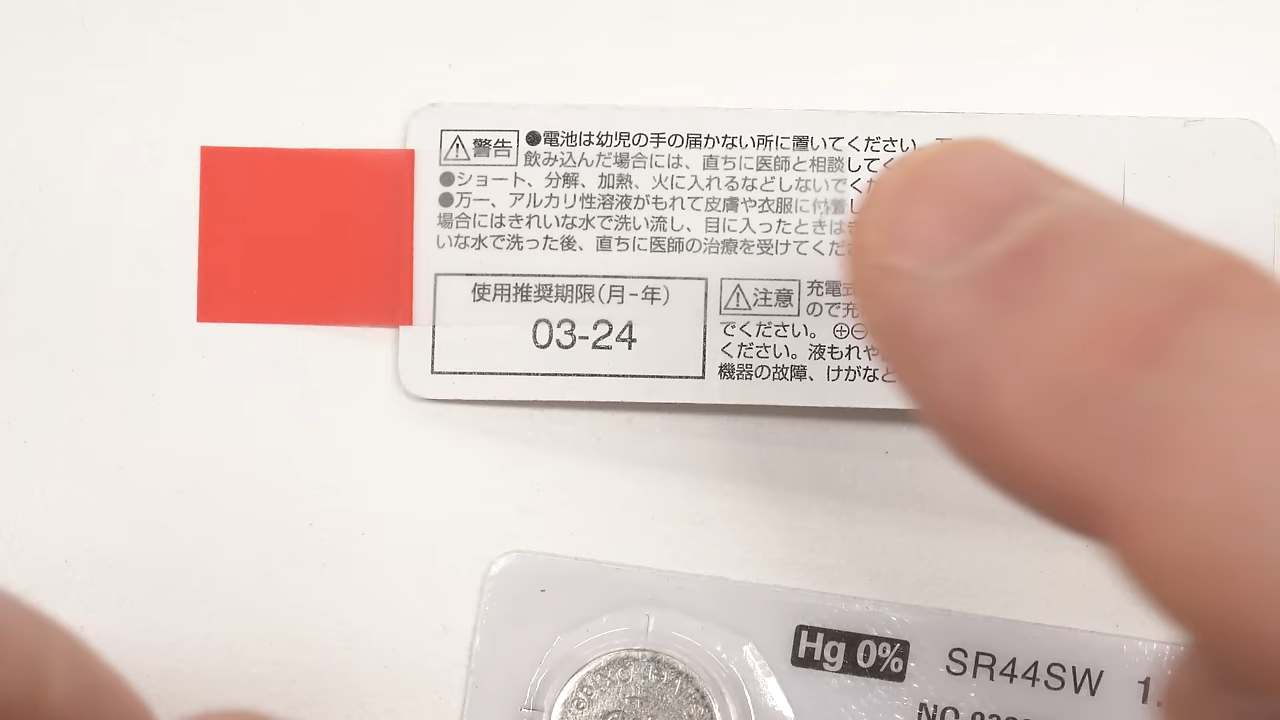 警告 ●電池は幼児の手の届かない所に置いてください。
飲み込んだ場合には、直ちに医師と相談してく
●ショート、分解、加熱、火に入れるなどしないでくだ
●万一、アルカリ性溶液がもれて皮膚や衣服に付着し
場合にはきれいな水で洗い流し、目に入ったときはき
いな水で洗った後、直ちに医師の治療を受けてくださ
使用推奨期限(月-年)
03-24
注意 充電式
ので充
でください。⊕⊖
ください。液もれや
機器の故障、けがなど
Hg 0% SR44SW 1.
NO